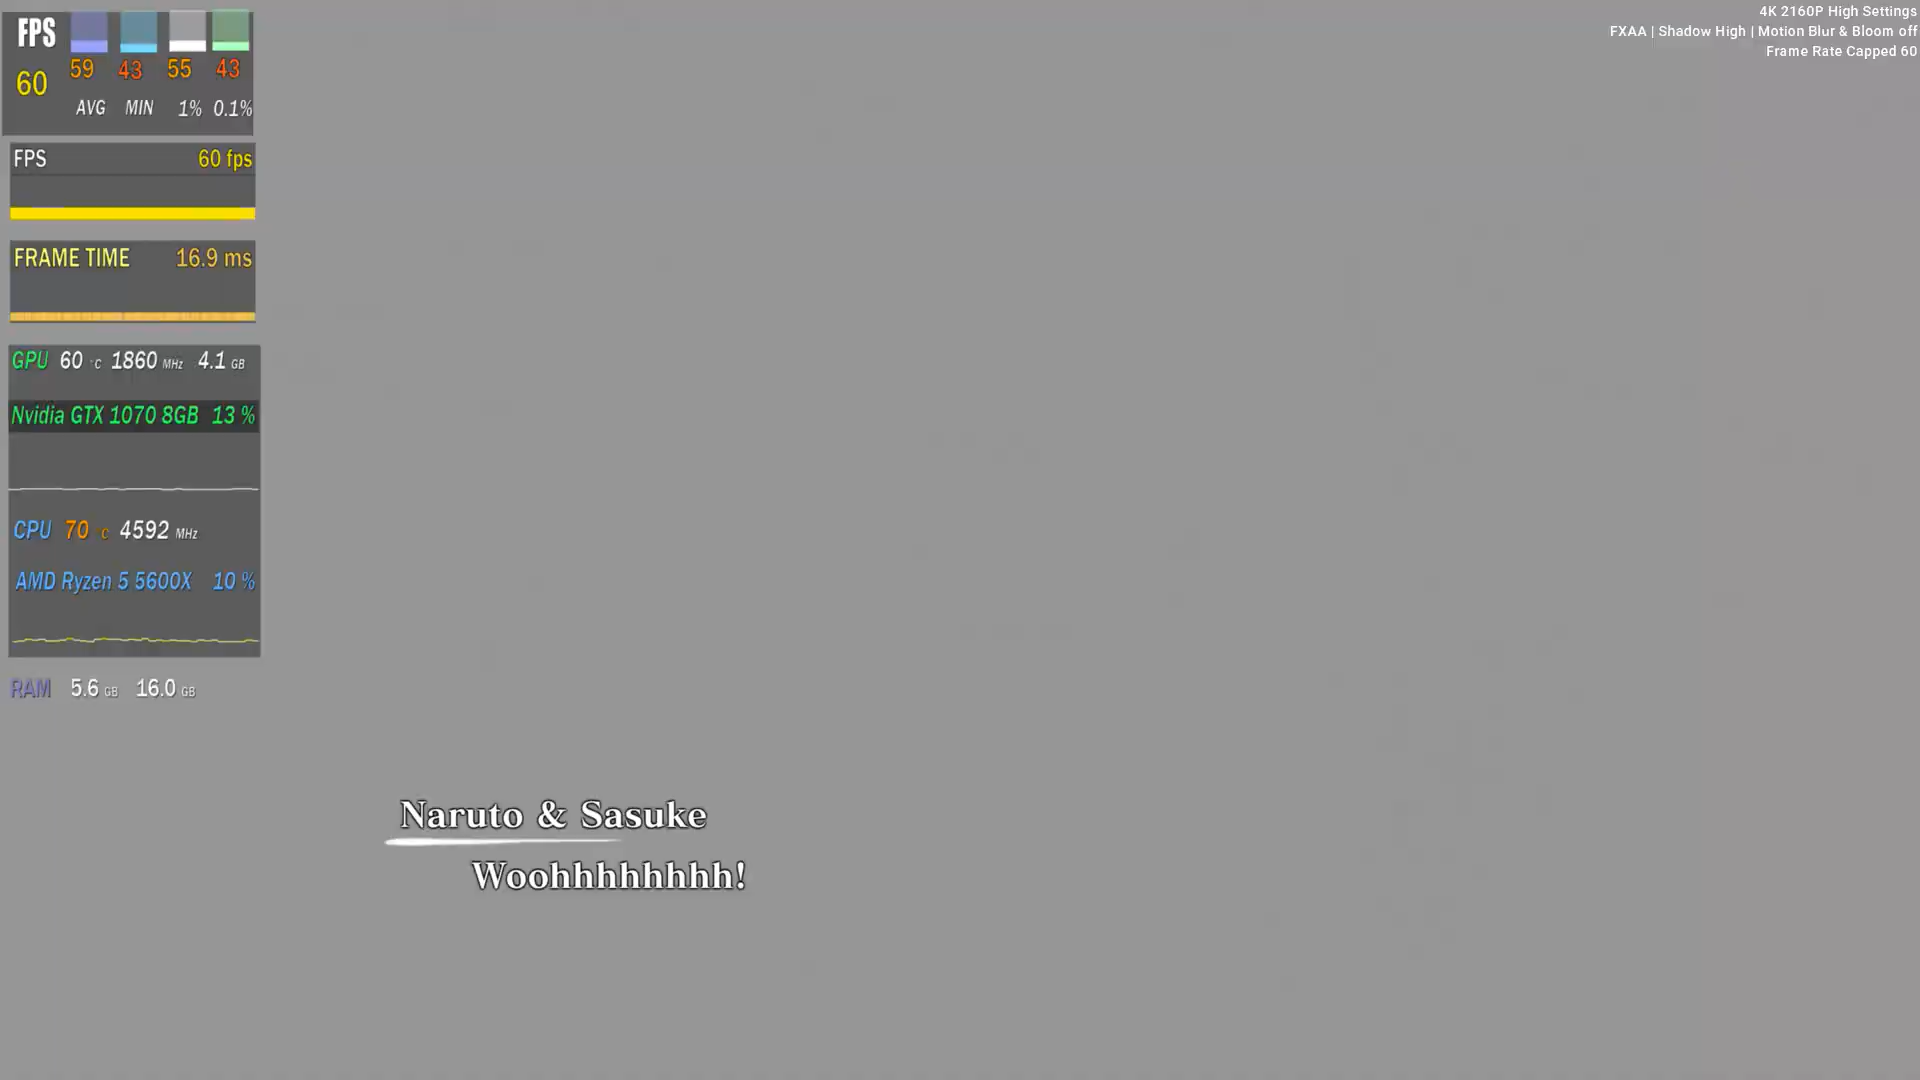 FPS
60
59 43 55 43
AVG MIN 1% 0.1%
FPS 60 fps
FRAME TIME 16.9 ms
GPU 60 °C 1860 MHz 4.1 GB
Nvidia GTX 1070 8GB 13 %
CPU 70 °C 4592 MHz
AMD Ryzen 5 5600X 10 %
RAM 5.6 GB 16.0 GB
4K 2160P High Settings
FXAA | Shadow High | Motion Blur & Bloom off
Frame Rate Capped 60
Naruto & Sasuke
Woohhhhhhhh!